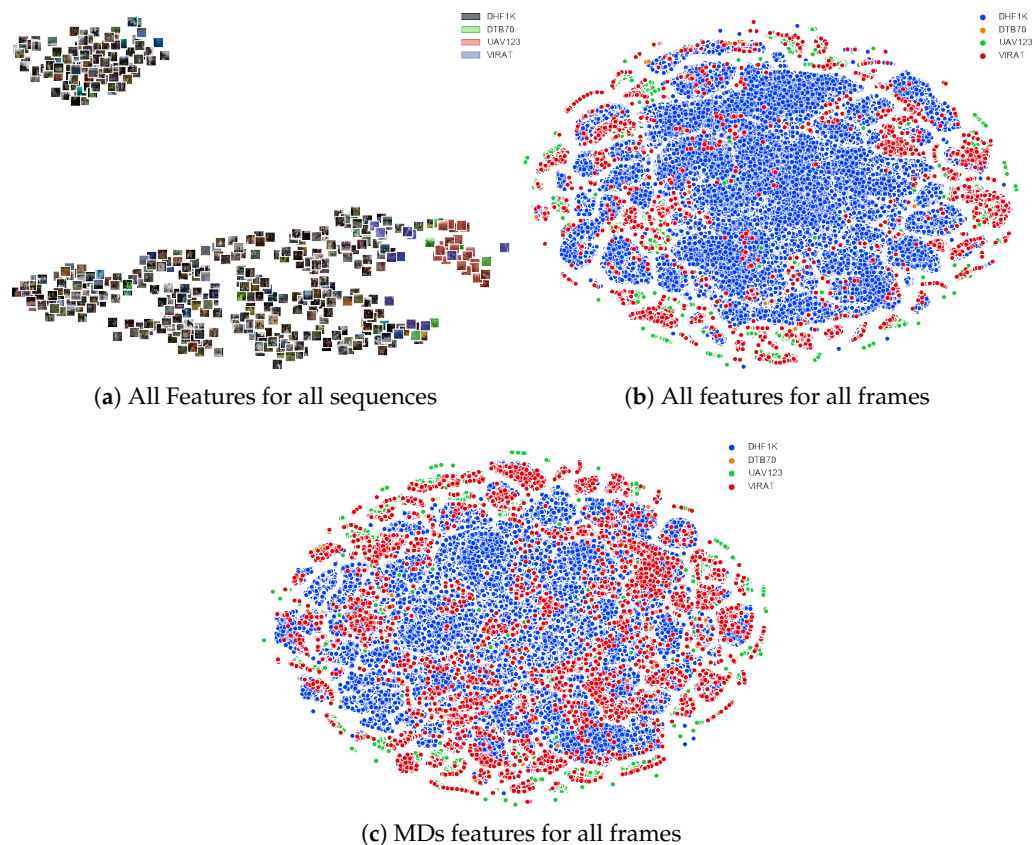 DHF1K
DTB70
UAV123
VIRAT
DHF1K
DTB70
UAV123
VIRAT
(a) All Features for all sequences
(b) All features for all frames
DHF1K
DTB70
UAV123
VIRAT
(c) MDs features for all frames